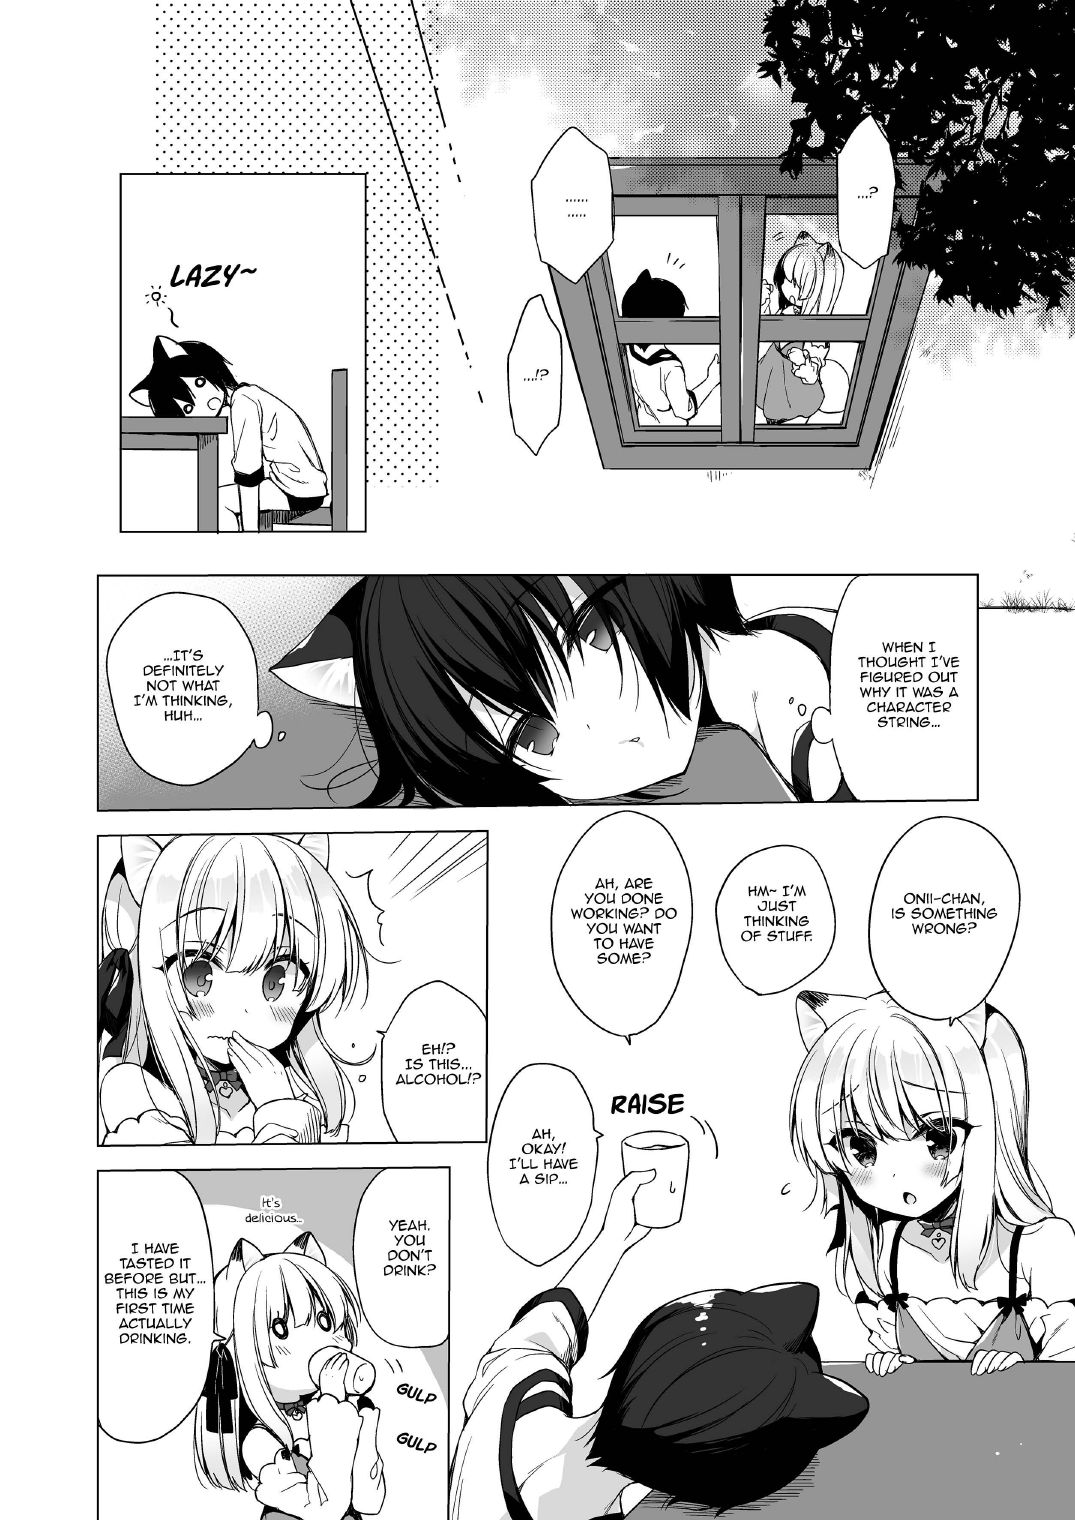 ...?
......
......
...!?
LAZY~
WHEN I
THOUGHT I'VE
FIGURED OUT
WHY IT WAS A
CHARACTER
STRING...
...IT'S
DEFINITELY
NOT WHAT
I'M THINKING,
HUH...
ONII-CHAN,
IS SOMETHING
WRONG?
HM~ I'M
JUST
THINKING
OF STUFF.
AH, ARE
YOU DONE
WORKING? DO
YOU WANT
TO HAVE
SOME?
RAISE
AH,
OKAY!
I'LL HAVE
A SIP...
EH!?
IS THIS...
ALCOHOL!?
YEAH.
YOU
DON'T
DRINK?
It's
delicious...
I HAVE
TASTED IT
BEFORE BUT...
THIS IS MY
FIRST TIME
ACTUALLY
DRINKING.
GULP
GULP